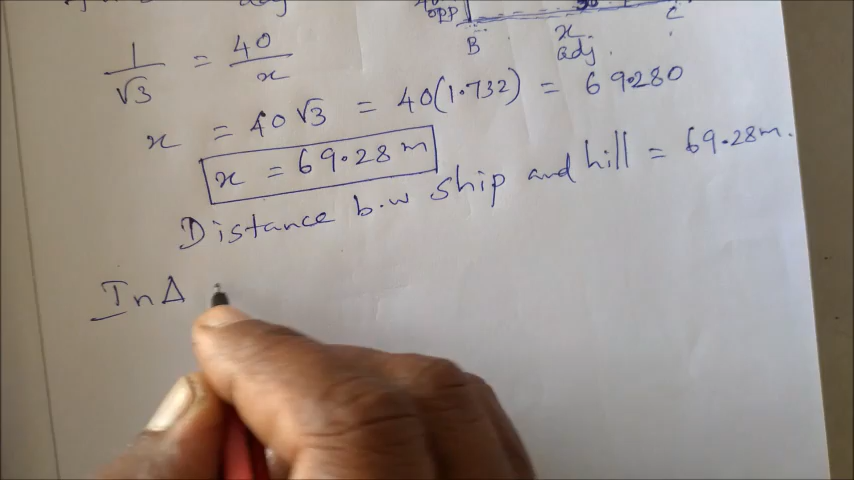 opp
B
C
x
adj.
1/√3 = 40/x
x = 40√3 = 40(1.732) = 69.280
x = 69.28m
Distance b.w ship and hill = 69.28m.
In Δ